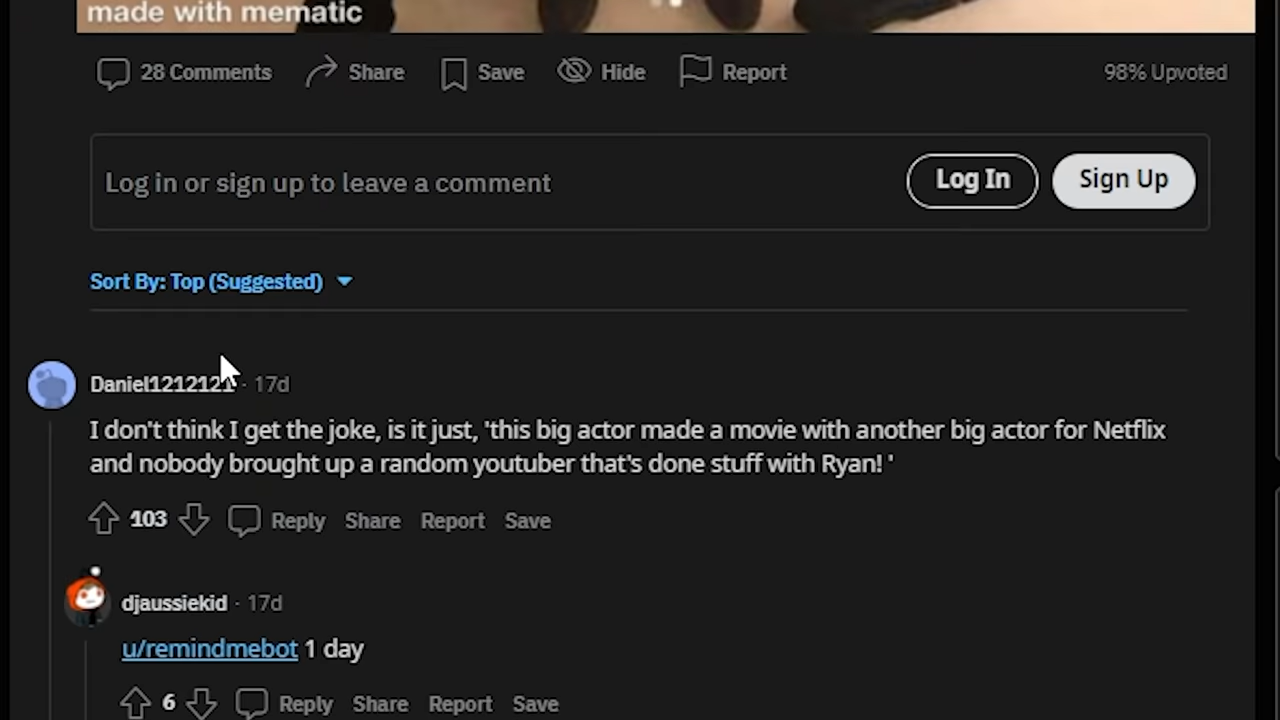 made with mematic
28 Comments Share Save Hide Report 98% Upvoted
Log in or sign up to leave a comment Log In Sign Up
Sort By: Top (Suggested)
Daniel1212121 · 17d
I don't think I get the joke, is it just, 'this big actor made a movie with another big actor for Netflix
and nobody brought up a random youtuber that's done stuff with Ryan! '
103 Reply Share Report Save
djaussiekid · 17d
u/remindmebot 1 day
6 Reply Share Report Save